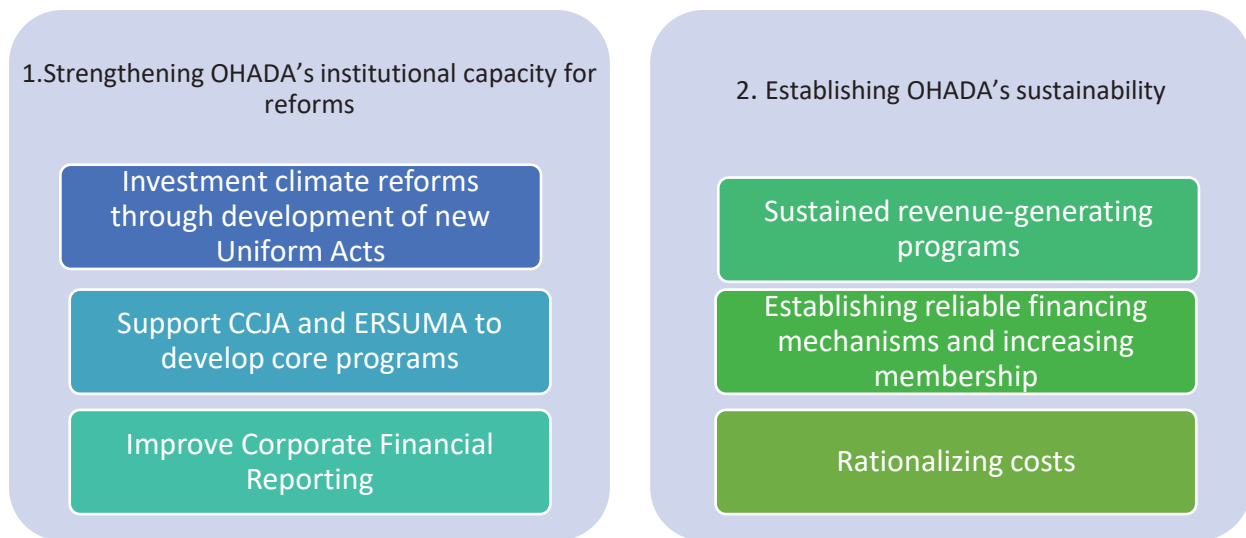 1.Strengthening OHADA's institutional capacity for
reforms
Investment climate reforms
through development of new
Uniform Acts
Support CCJA and ERSUMA to
develop core programs
Improve Corporate Financial
Reporting
2. Establishing OHADA's sustainability
Sustained revenue-generating
programs
Establishing reliable financing
mechanisms and increasing
membership
Rationalizing costs